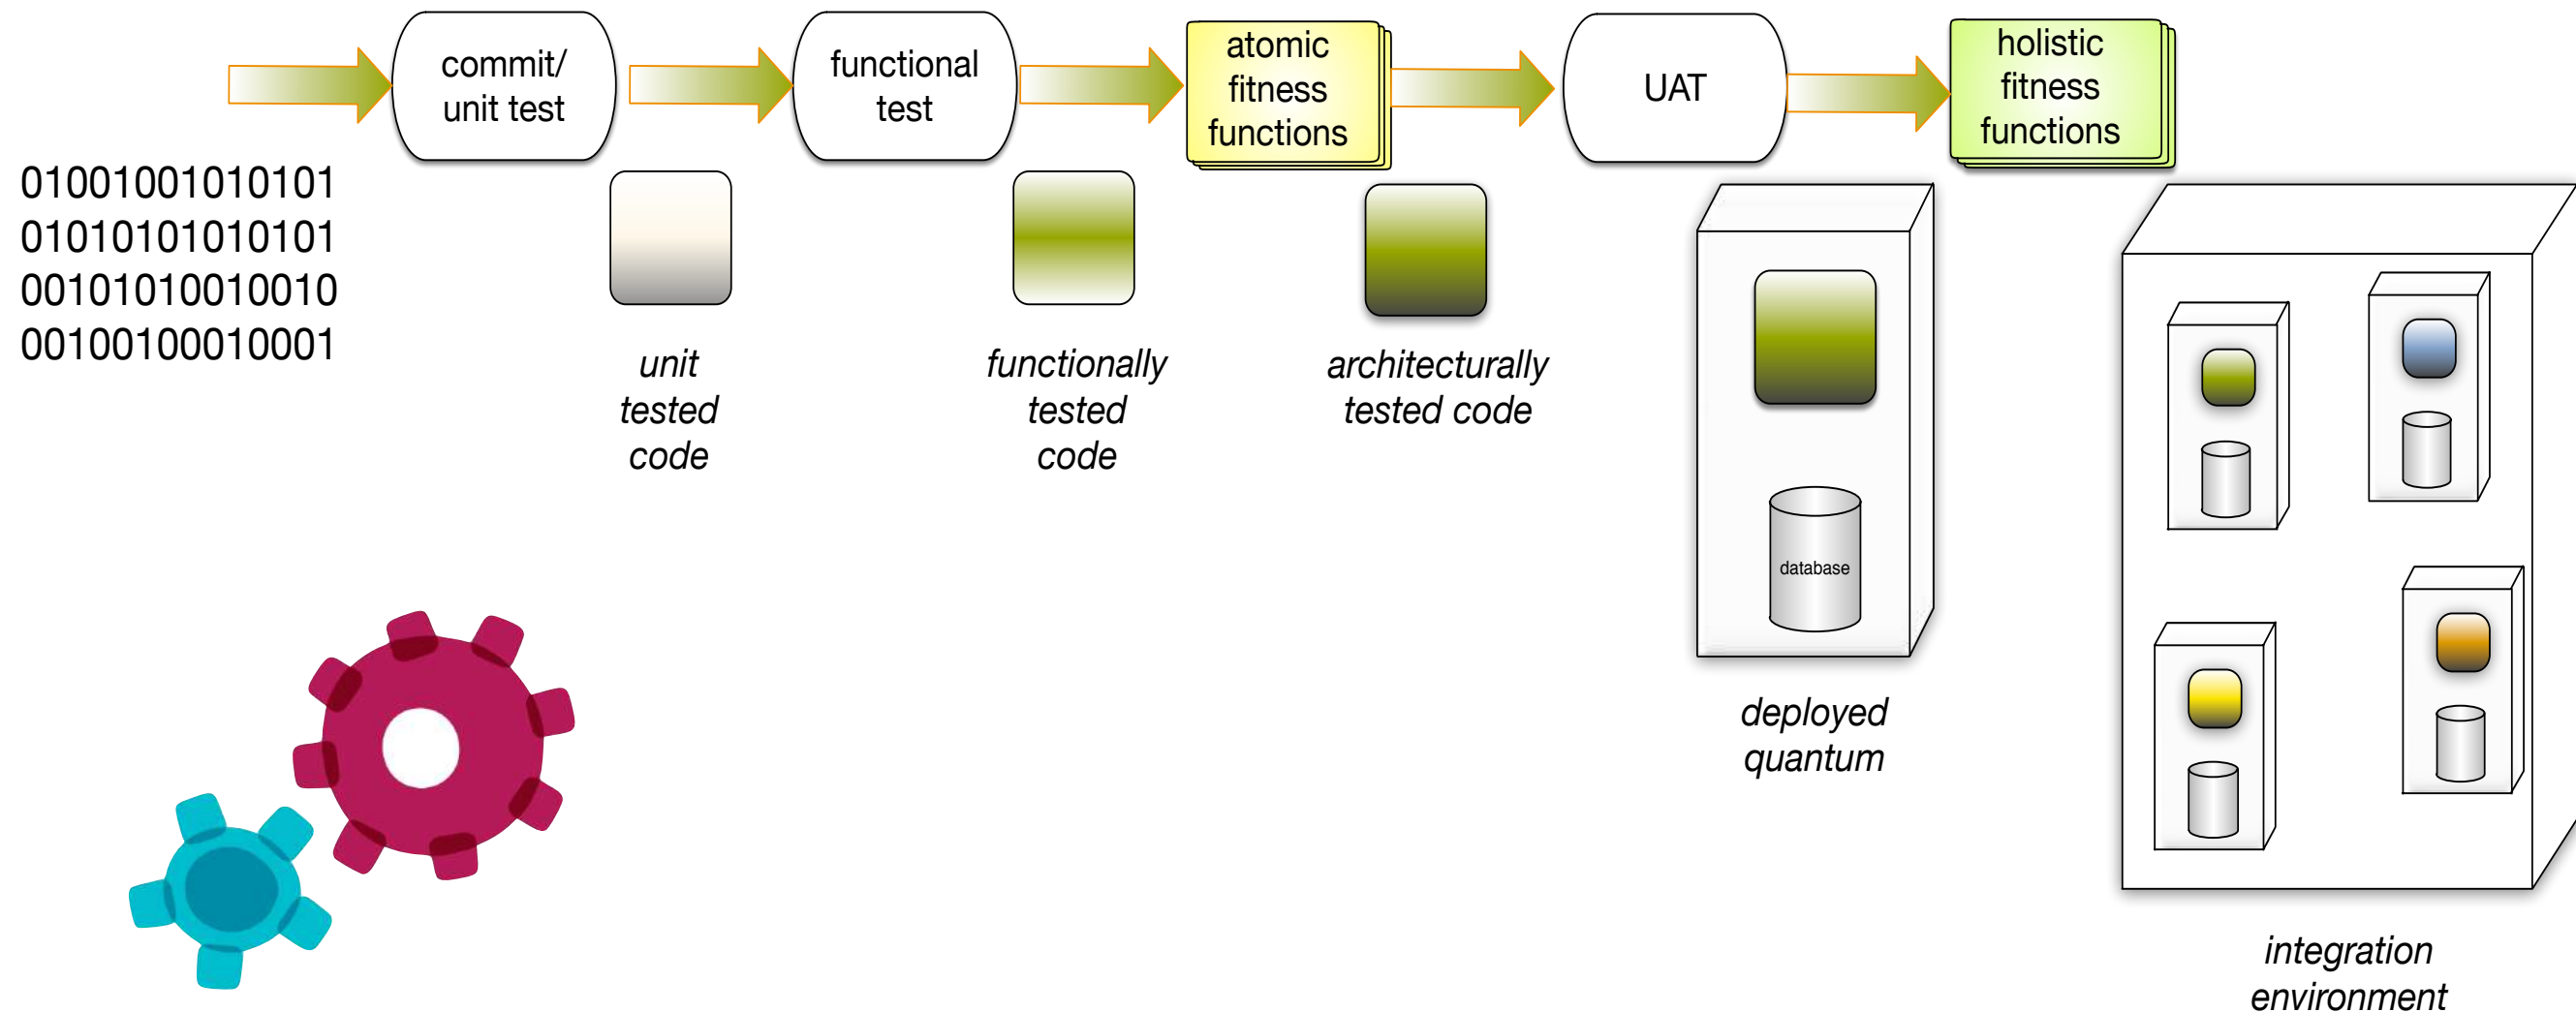 commit/
unit test
functional
test
atomic
fitness
functions
UAT
holistic
fitness
functions
01001001010101
01010101010101
00101010010010
00100100010001
unit
tested
code
functionally
tested
code
architecturally
tested code
database
deployed
quantum
integration
environment